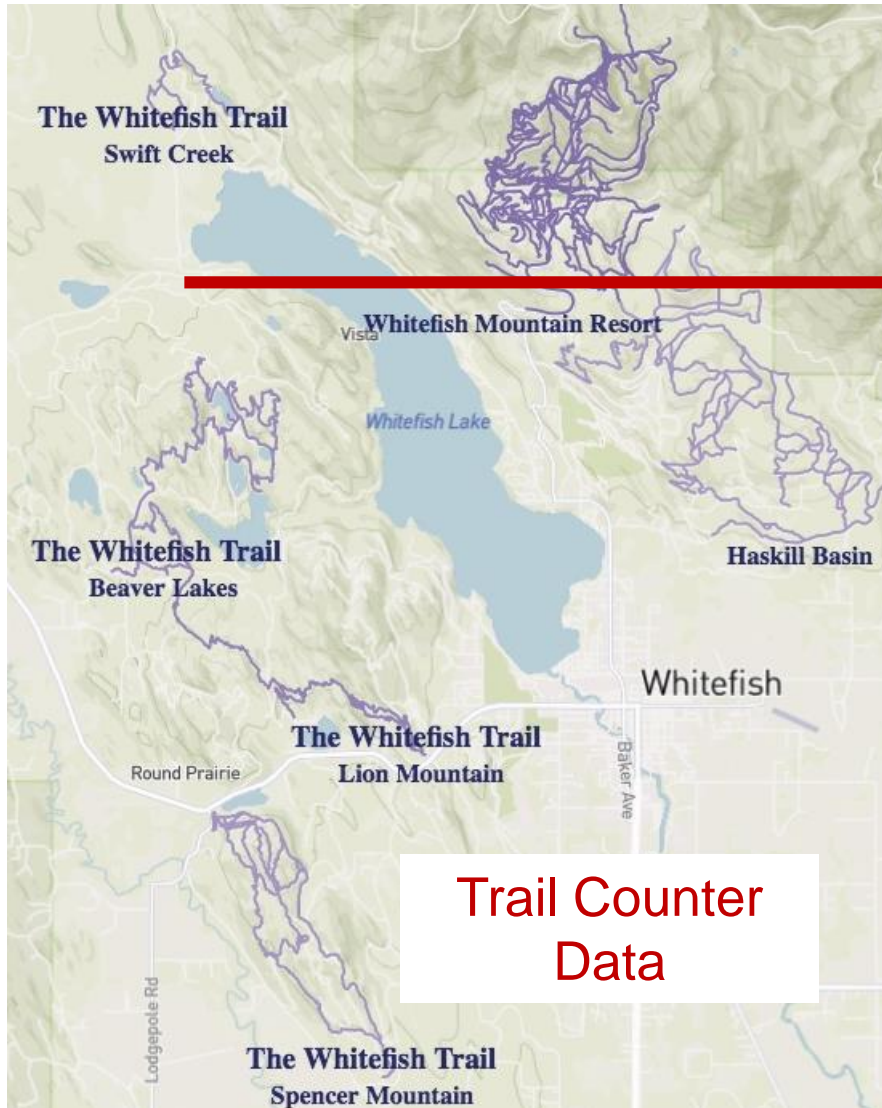 The Whitefish Trail
Swift Creek
Whitefish Mountain Resort
Vista
Whitefish Lake
The Whitefish Trail
Beaver Lakes
Haskill Basin
Whitefish
The Whitefish Trail
Lion Mountain
Round Prairie
Baker Ave
Trail Counter
Data
Lodgepole Rd
The Whitefish Trail
Spencer Mountain